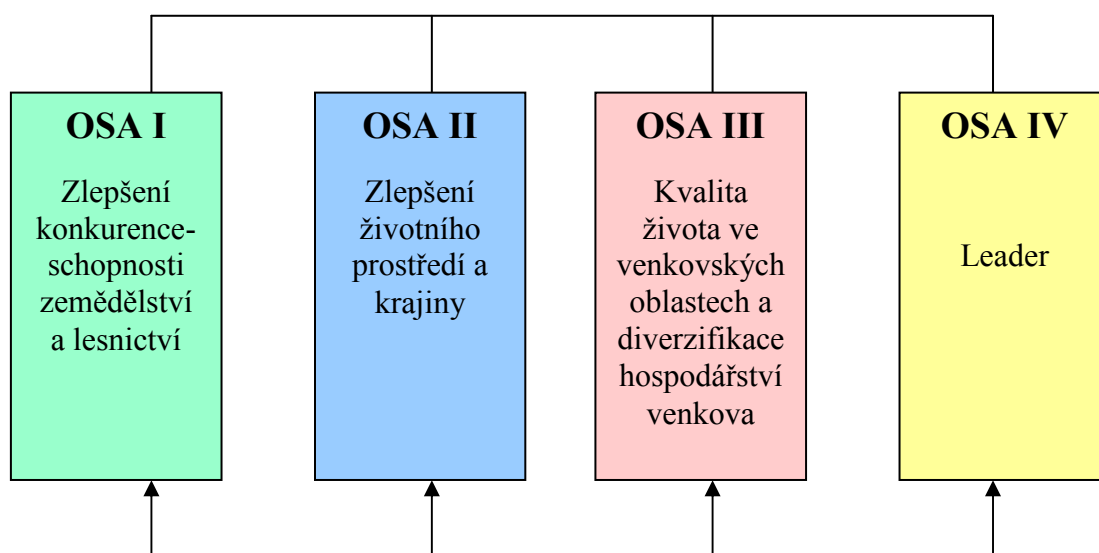 OSA I
Zlepšení
konkurence-
schopnosti
zemědělství
a lesnictví
OSA II
Zlepšení
životního
prostředí a
krajiny
OSA III
Kvalita
života ve
venkovských
oblastech a
diverzifikace
hospodářství
venkova
OSA IV
Leader